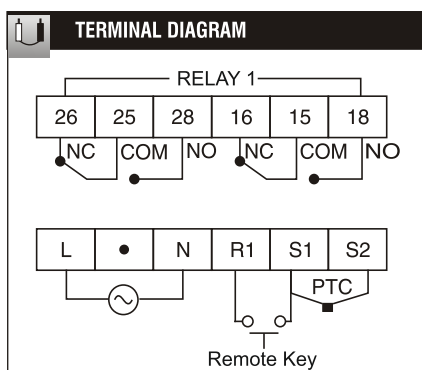 TERMINAL DIAGRAM
RELAY 1
26 25 28 16 15 18
NC COM NO NC COM NO
L • N R1 S1 S2
PTC
Remote Key